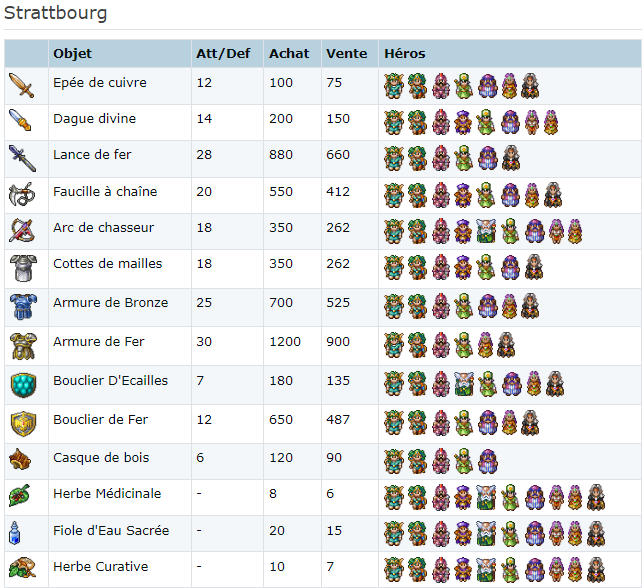 Strattbourg
Objet Att/Def Achat Vente Héros
Epée de cuivre 12 100 75
Dague divine 14 200 150
Lance de fer 28 880 660
Faucille à chaîne 20 550 412
Arc de chasseur 18 350 262
Cottes de mailles 18 350 262
Armure de Bronze 25 700 525
Armure de Fer 30 1200 900
Bouclier D'Ecailles 7 180 135
Bouclier de Fer 12 650 487
Casque de bois 6 120 90
Herbe Médicinale - 8 6
Fiole d'Eau Sacrée - 20 15
Herbe Curative - 10 7